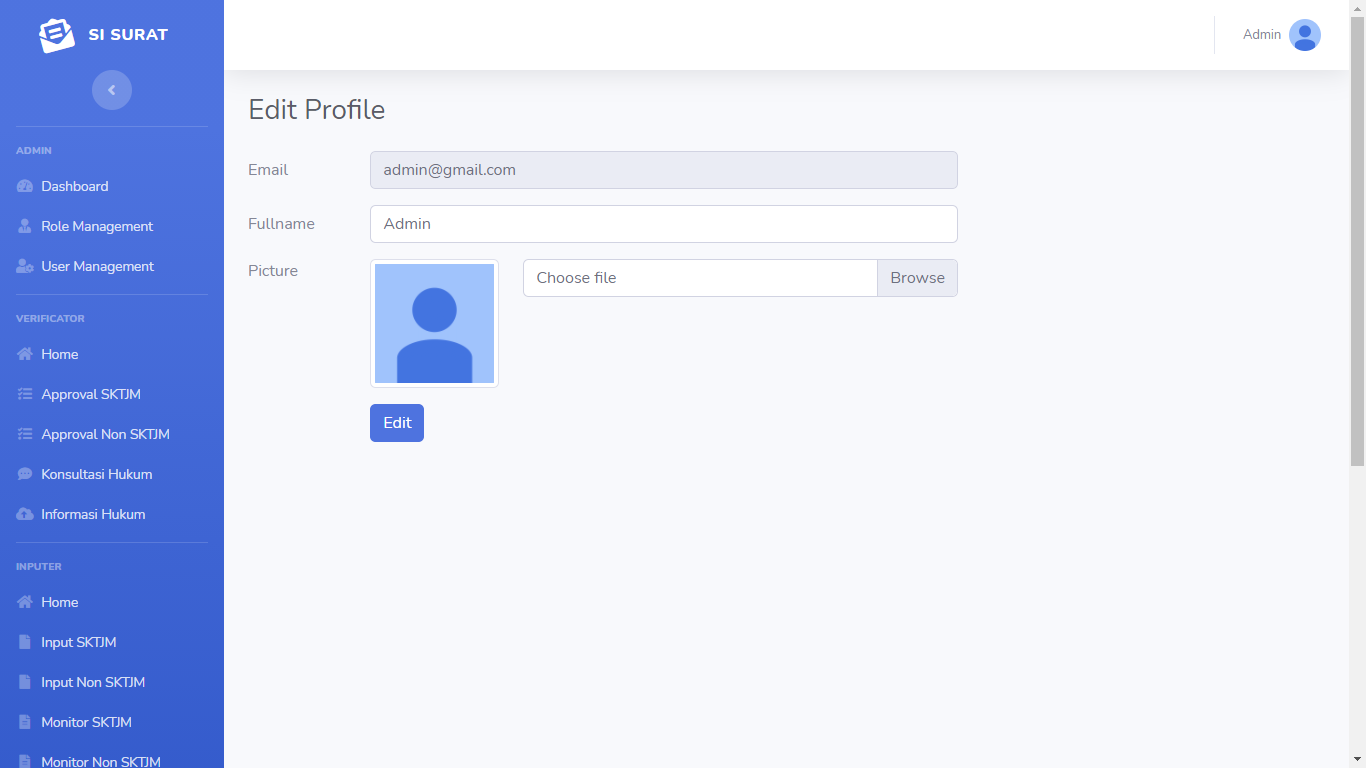 SI SURAT
Admin
ADMIN
Dashboard
Role Management
User Management
VERIFICATOR
Home
Approval SKTJM
Approval Non SKTJM
Konsultasi Hukum
Informasi Hukum
INPUTER
Home
Input SKTJM
Input Non SKTJM
Monitor SKTJM
Monitor Non SKTJM
Edit Profile
Email admin@gmail.com
Fullname Admin
Picture Choose file Browse
Edit